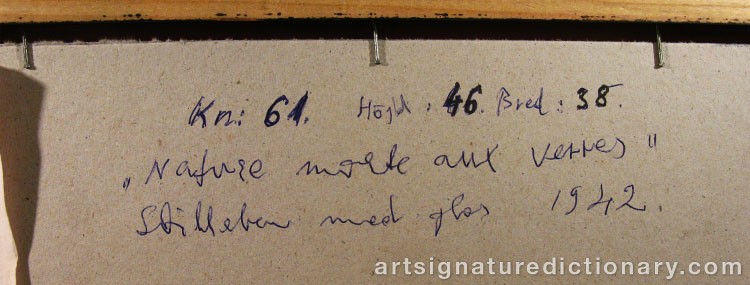 Kn: 61. Höjd: 46. Bred: 38.
„Nature morte aux verres"
Stilleben med glas 1942.
artsignaturedictionary.com